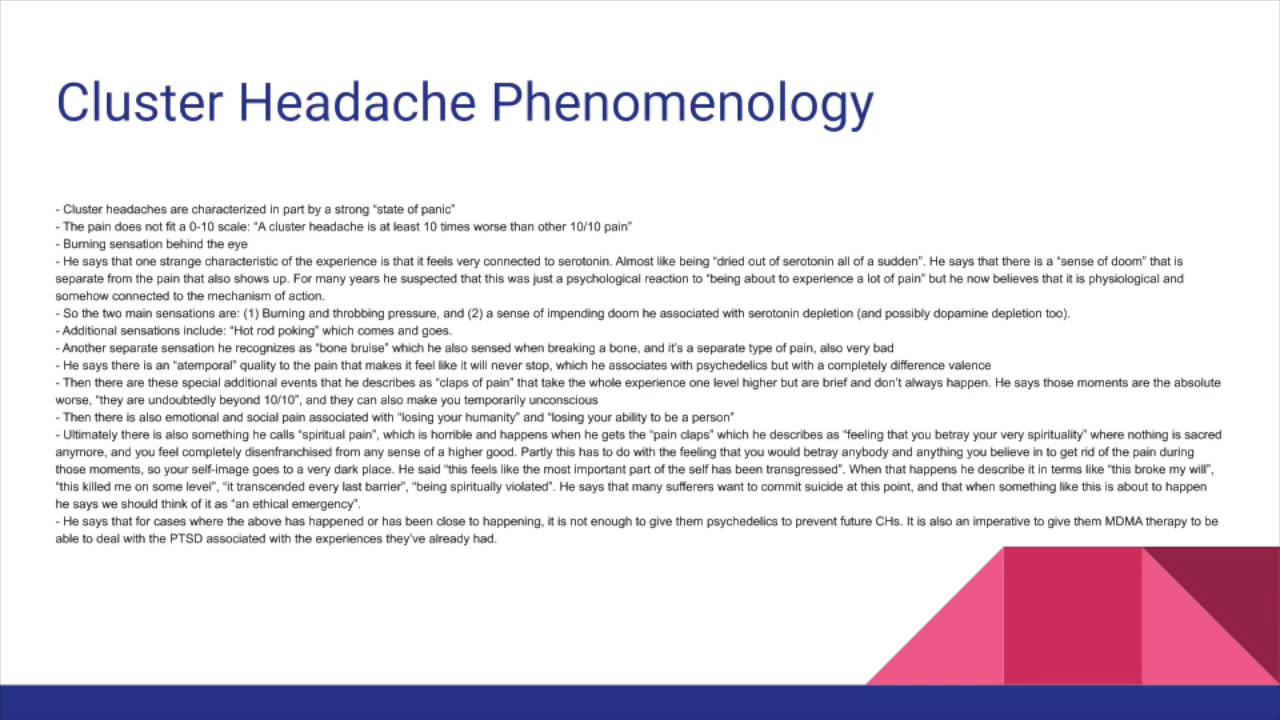 Cluster Headache Phenomenology
- Cluster headaches are characterized in part by a strong “state of panic”
- The pain does not fit a 0-10 scale: “A cluster headache is at least 10 times worse than other 10/10 pain”
- Burning sensation behind the eye
- He says that one strange characteristic of the experience is that it feels very connected to serotonin. Almost like being “dried out of serotonin all of a sudden”. He says that there is a “sense of doom” that is
separate from the pain that also shows up. For many years he suspected that this was just a psychological reaction to “being about to experience a lot of pain” but he now believes that it is physiological and
somehow connected to the mechanism of action.
- So the two main sensations are: (1) Burning and throbbing pressure, and (2) a sense of impending doom he associated with serotonin depletion (and possibly dopamine depletion too).
- Additional sensations include: “Hot rod poking” which comes and goes.
- Another separate sensation he recognizes as “bone bruise” which he also sensed when breaking a bone, and it’s a separate type of pain, also very bad
- He says there is an “atemporal” quality to the pain that makes it feel like it will never stop, which he associates with psychedelics but with a completely difference valence
- Then there are these special additional events that he describes as “claps of pain” that take the whole experience one level higher but are brief and don’t always happen. He says those moments are the absolute
worse, “they are undoubtedly beyond 10/10”, and they can also make you temporarily unconscious
- Then there is also emotional and social pain associated with “losing your humanity” and “losing your ability to be a person”
- Ultimately there is also something he calls “spiritual pain”, which is horrible and happens when he gets the “pain claps” which he describes as “feeling that you betray your very spirituality” where nothing is sacred
anymore, and you feel completely disenfranchised from any sense of a higher good. Partly this has to do with the feeling that you would betray anybody and anything you believe in to get rid of the pain during
those moments, so your self-image goes to a very dark place. He said “this feels like the most important part of the self has been transgressed”. When that happens he describe it in terms like “this broke my will”,
“this killed me on some level”, “it transcended every last barrier”, “being spiritually violated”. He says that many sufferers want to commit suicide at this point, and that when something like this is about to happen
he says we should think of it as “an ethical emergency”.
- He says that for cases where the above has happened or has been close to happening, it is not enough to give them psychedelics to prevent future CHs. It is also an imperative to give them MDMA therapy to be
able to deal with the PTSD associated with the experiences they’ve already had.